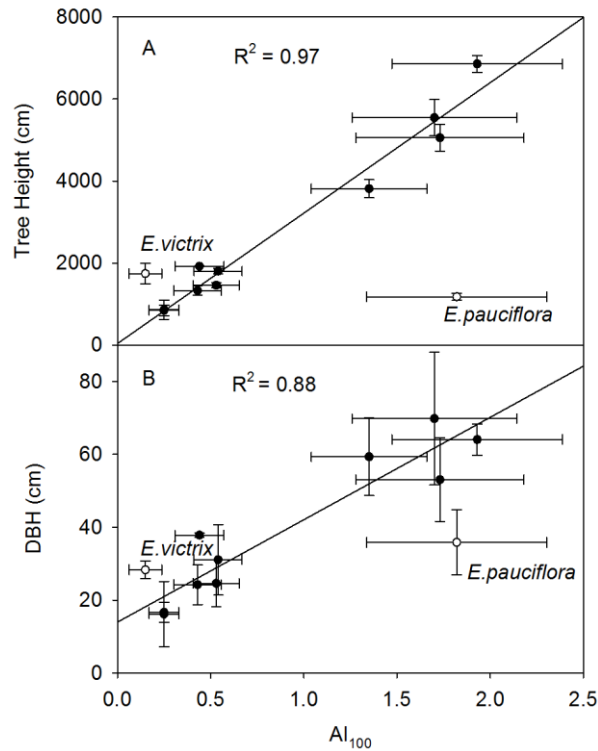 A
R² = 0.97
Tree Height (cm)
8000
6000
4000
2000
0
E.victrix
E.pauciflora
B
R² = 0.88
DBH (cm)
80
60
40
20
0
E.victrix
E.pauciflora
0.0 0.5 1.0 1.5 2.0 2.5
AI₁₀₀